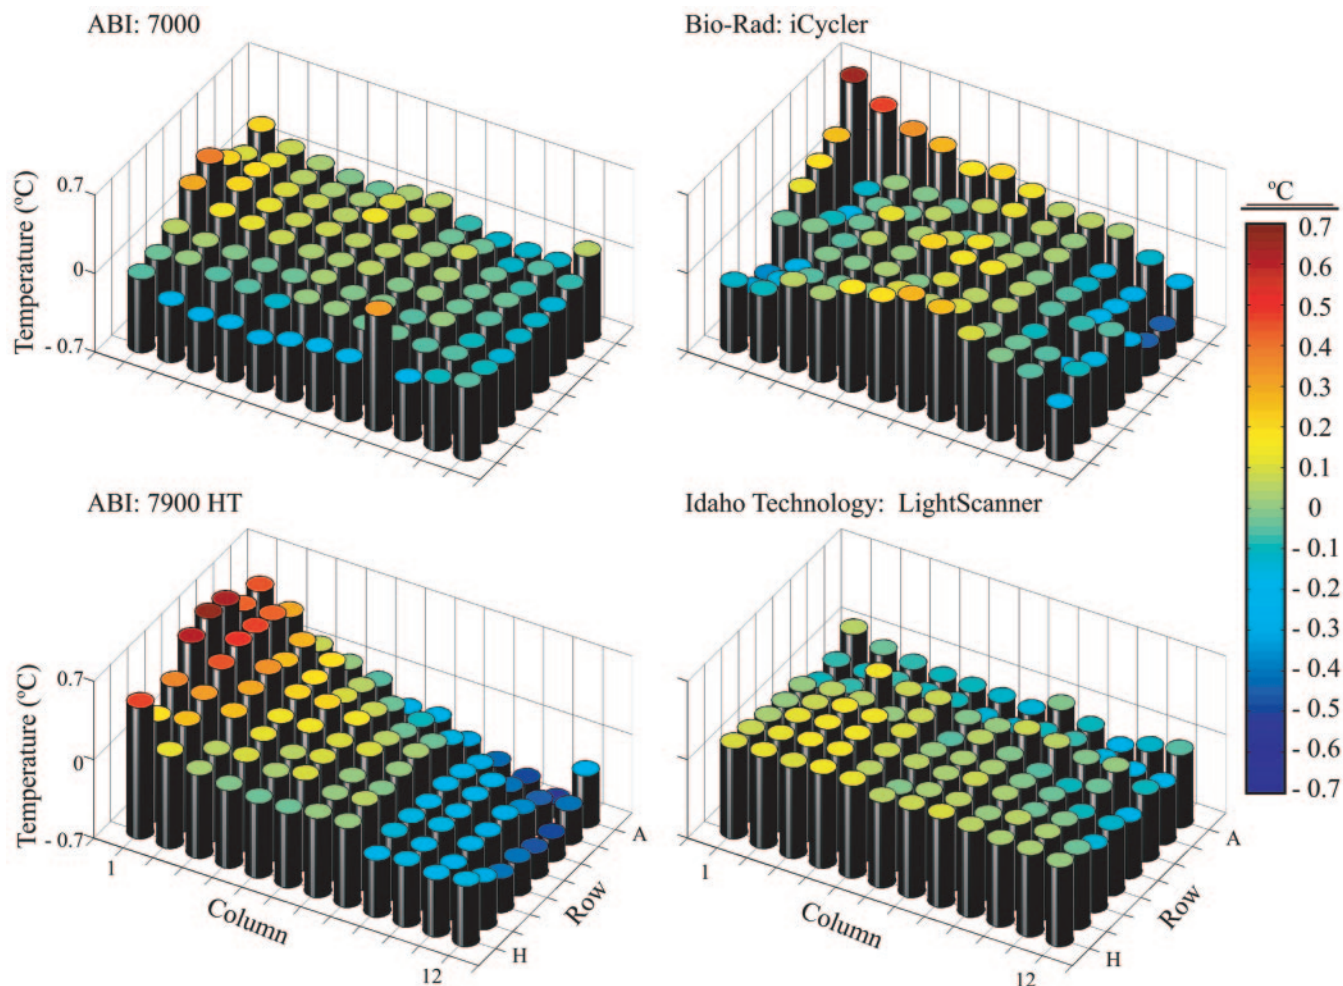 ABI: 7000
Bio-Rad: iCycler
Temperature (ºC)
0.7
0
- 0.7
ºC
0.7
0.6
0.5
0.4
0.3
0.2
0.1
0
- 0.1
- 0.2
- 0.3
- 0.4
- 0.5
- 0.6
- 0.7
ABI: 7900 HT
Idaho Technology: LightScanner
Temperature (ºC)
0.7
0
- 0.7
1
Column
12
H
Row
A
1
Column
12
H
Row
A